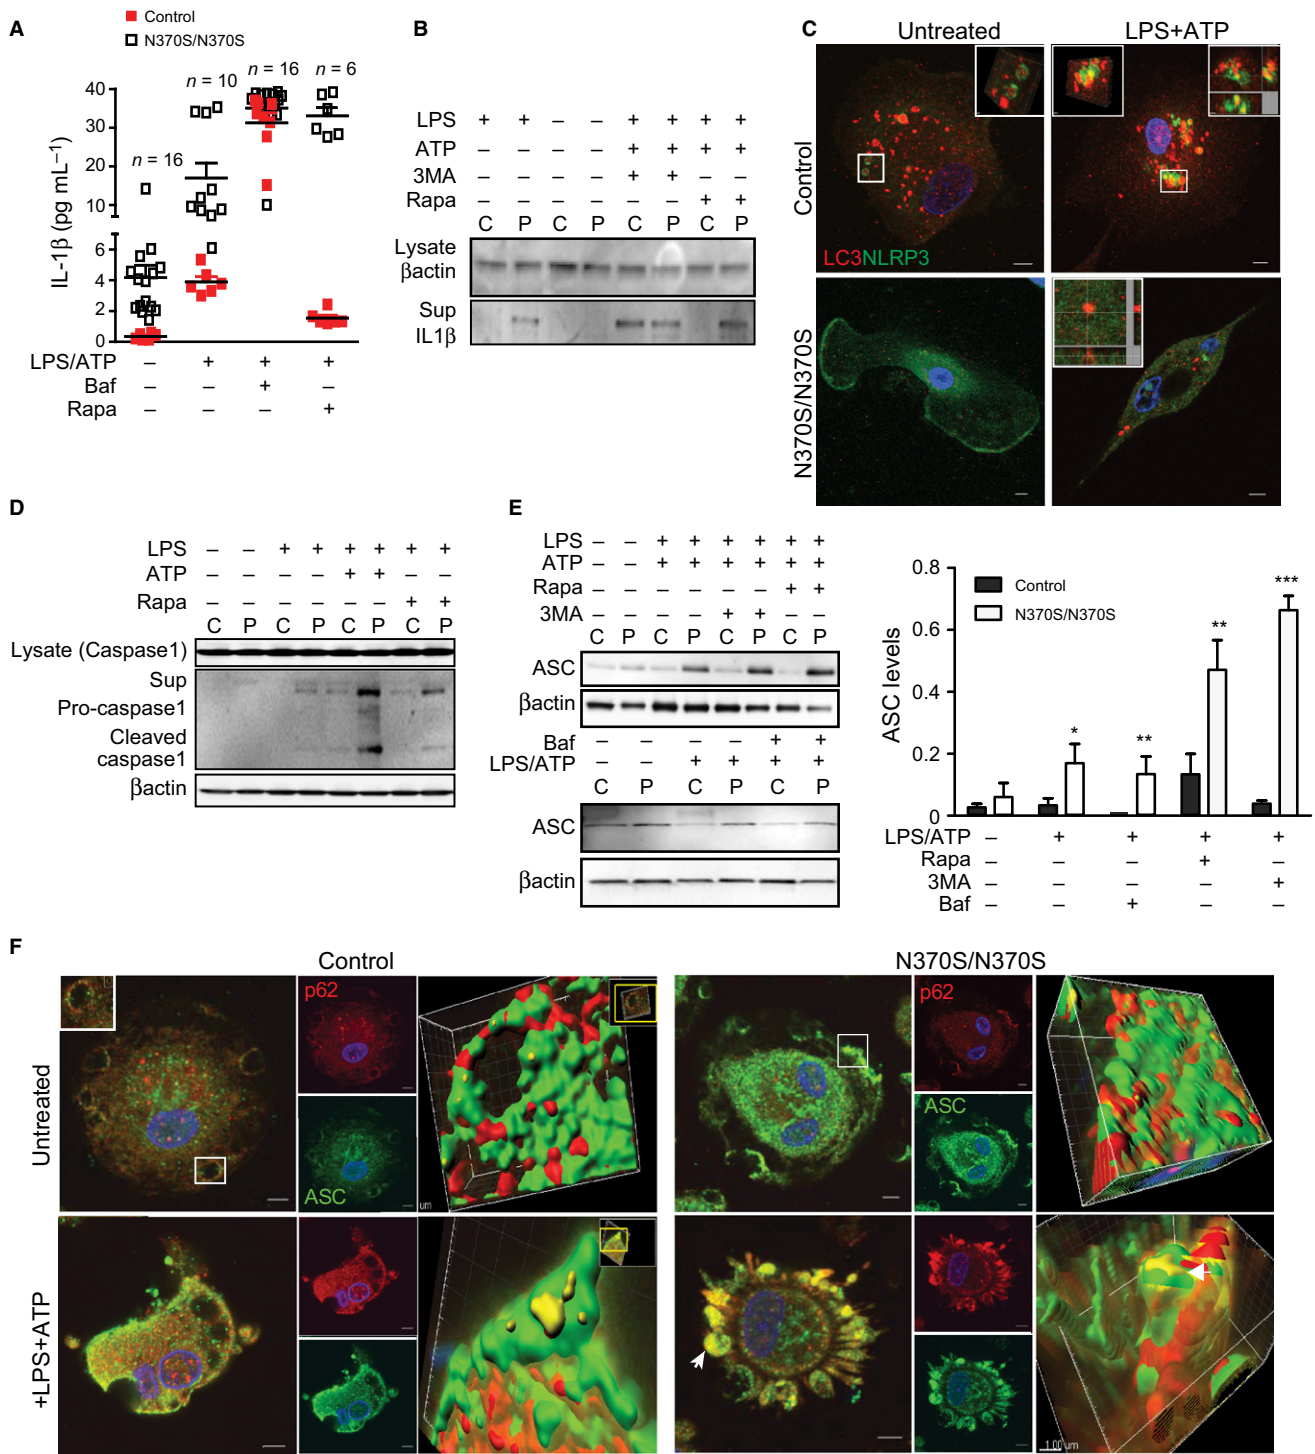 A
Control
N370S/N370S
n = 16
n = 10
n = 16
n = 6
IL-1β (pg mL⁻¹)
40
30
20
10
6
4
2
0
LPS/ATP – + + +
Baf – – + –
Rapa – – – +
B
LPS + + – – + + + +
ATP – – – – + + + +
3MA – – – – + + – –
Rapa – – – – – – + +
C P C P C P C P
Lysate
βactin
Sup
IL1β
C
Untreated
LPS+ATP
Control
LC3NLRP3
N370S/N370S
D
LPS – – + + + + + +
ATP – – – – + + – –
Rapa – – – – – – + +
C P C P C P C P
Lysate (Caspase1)
Sup
Pro-caspase1
Cleaved
caspase1
βactin
E
LPS – – + + + + + +
ATP – – + + + + + +
Rapa – – – – – – + +
3MA – – – – + + – –
C P C P C P C P
ASC
βactin
Baf – – – – + +
LPS/ATP – – + + + +
C P C P C P
ASC
βactin
Control
N370S/N370S
ASC levels
0.8
0.6
0.4
0.2
0
*
**
**
***
LPS/ATP – + + + +
Rapa – – – + –
3MA – – – – +
Baf – – + – –
F
Control
N370S/N370S
Untreated
p62
ASC
um
p62
ASC
+LPS+ATP
1.00 um